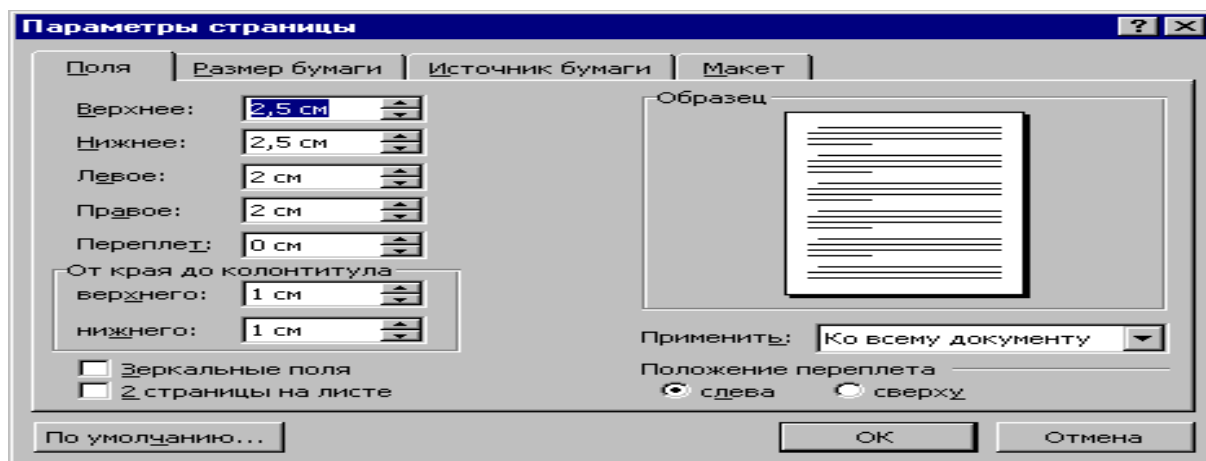 Параметры страницы
Поля Размер бумаги Источник бумаги Макет
Верхнее: 2,5 см
Нижнее: 2,5 см
Левое: 2 см
Правое: 2 см
Переплет: 0 см
От края до колонтитула
верхнего: 1 см
нижнего: 1 см
Зеркальные поля
2 страницы на листе
Образец
Применить: Ко всему документу
Положение переплета
слева сверху
По умолчанию... ОК Отмена